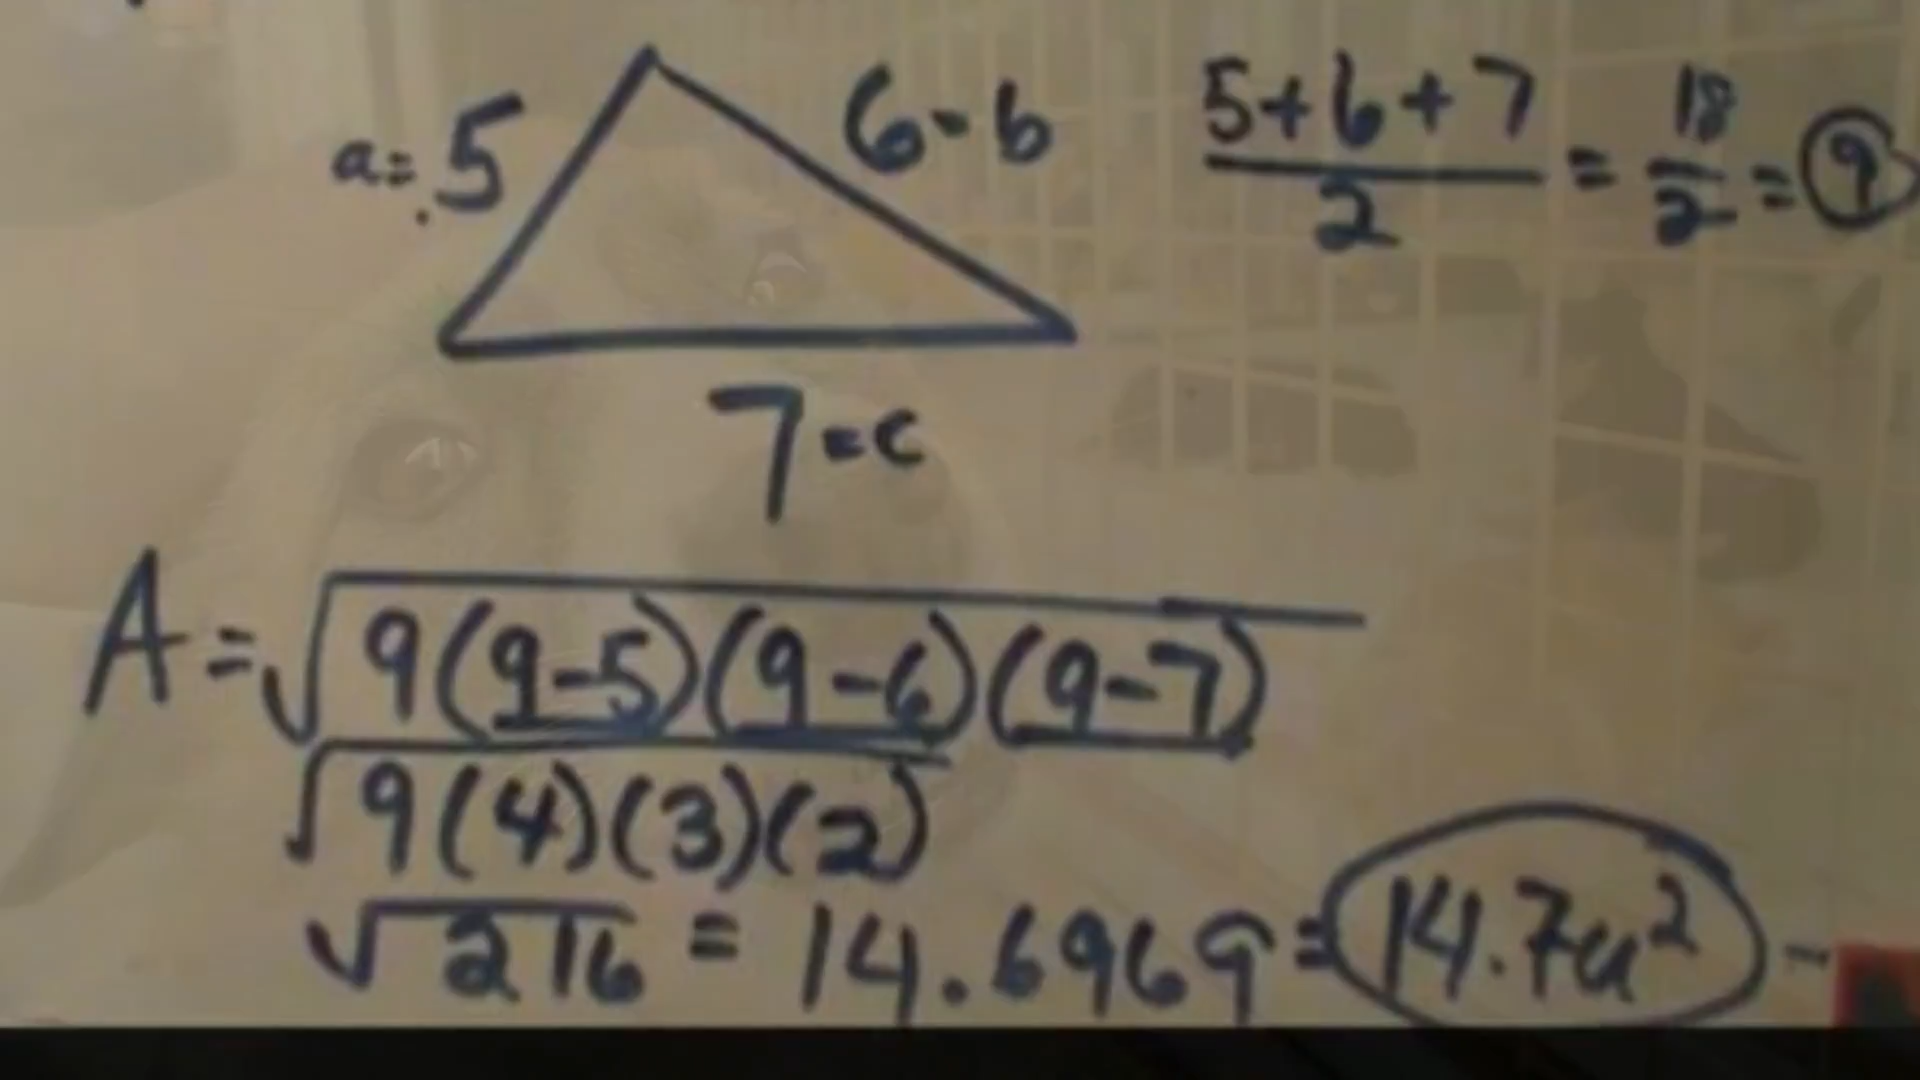 a=.5
6=b
5+6+7/2 = 18/2 = 9
7=c
A=√9(9-5)(9-6)(9-7)
√9(4)(3)(2)
√216 = 14.6969=14.7u²